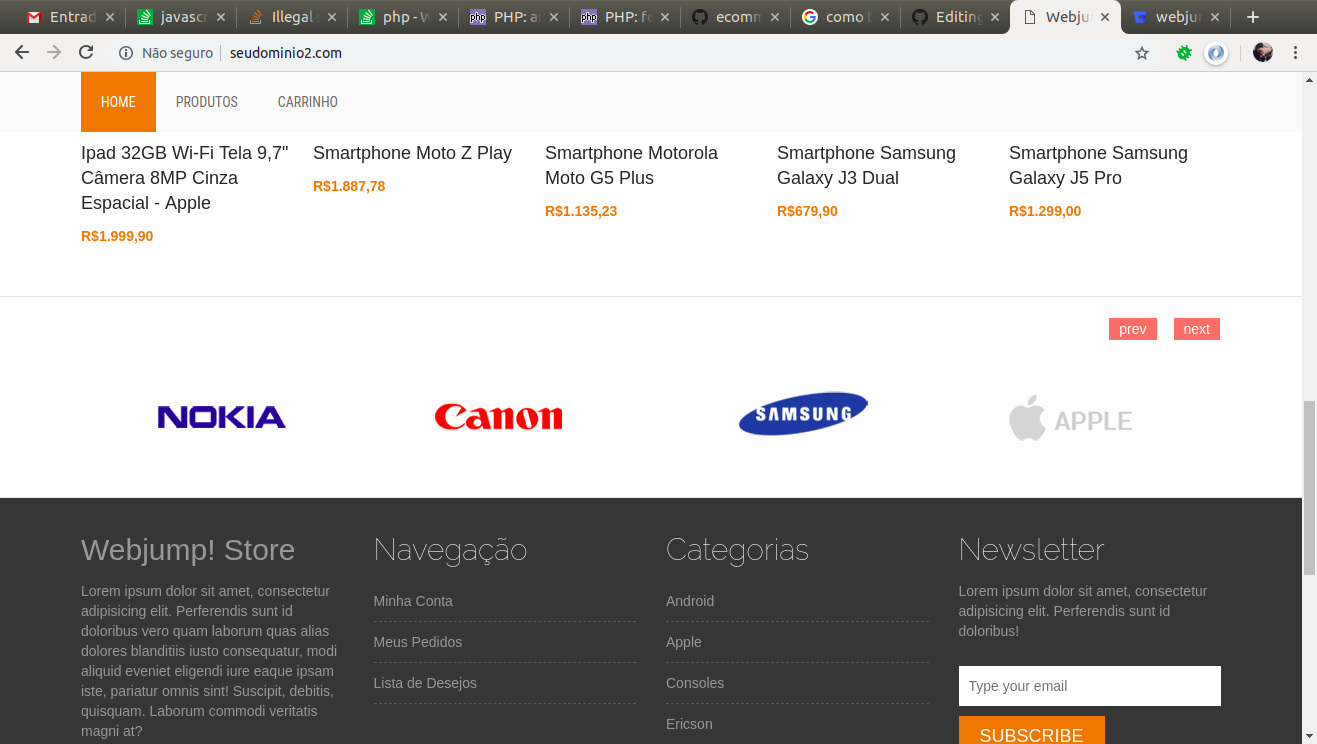 Entrad
javascr
Illegal
php - W
PHP: a
PHP: fo
ecomm
como
Editing
Webju
webju
Não seguro
seudominio2.com
HOME PRODUTOS CARRINHO
Ipad 32GB Wi-Fi Tela 9,7"
Câmera 8MP Cinza
Espacial - Apple
R$1.999,90
Smartphone Moto Z Play
R$1.887,78
Smartphone Motorola
Moto G5 Plus
R$1.135,23
Smartphone Samsung
Galaxy J3 Dual
R$679,90
Smartphone Samsung
Galaxy J5 Pro
R$1.299,00
prev next
NOKIA
Canon
SAMSUNG
APPLE
Webjump! Store
Lorem ipsum dolor sit amet, consectetur
adipisicing elit. Perferendis sunt id
doloribus vero quam laborum quas alias
dolores blanditiis iusto consequatur, modi
aliquid eveniet eligendi iure eaque ipsam
iste, pariatur omnis sint! Suscipit, debitis,
quisquam. Laborum commodi veritatis
magni at?
Navegação
Minha Conta
Meus Pedidos
Lista de Desejos
Categorias
Android
Apple
Consoles
Ericson
Newsletter
Lorem ipsum dolor sit amet, consectetur
adipisicing elit. Perferendis sunt id
doloribus!
Type your email
SUBSCRIBE